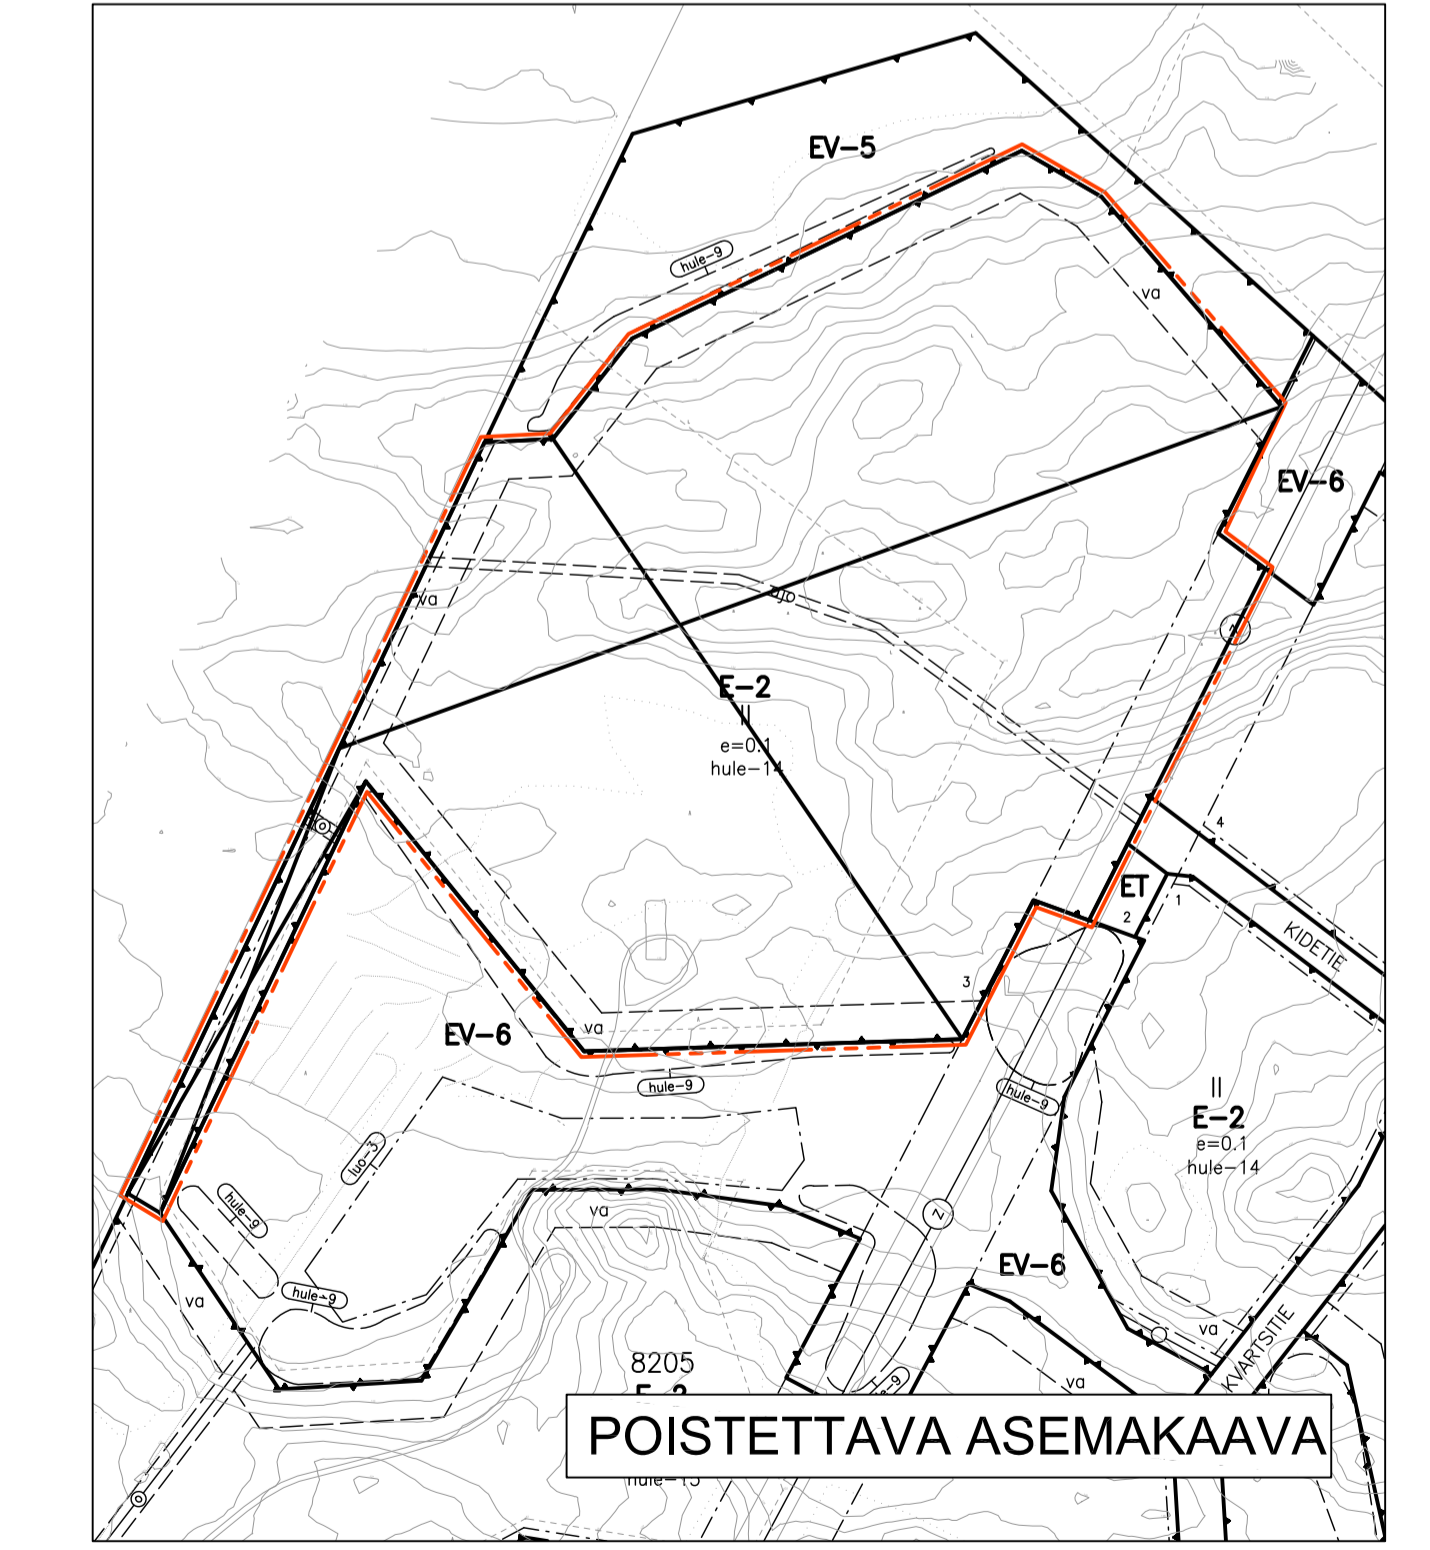 EV-5
hule-9
va
EV-6
va
ajo
Z
E-2
II
e=0.1
hule-14
4
ET
2
1
KIDETIE
3
va
EV-6
hule-9
hule-9
luo-3
II
E-2
e=0.1
hule-14
hule-9
va
Z
EV-6
hule-9
va
va
KVARTSITIE
va
8205
POISTETTAVA ASEMAKAAVA